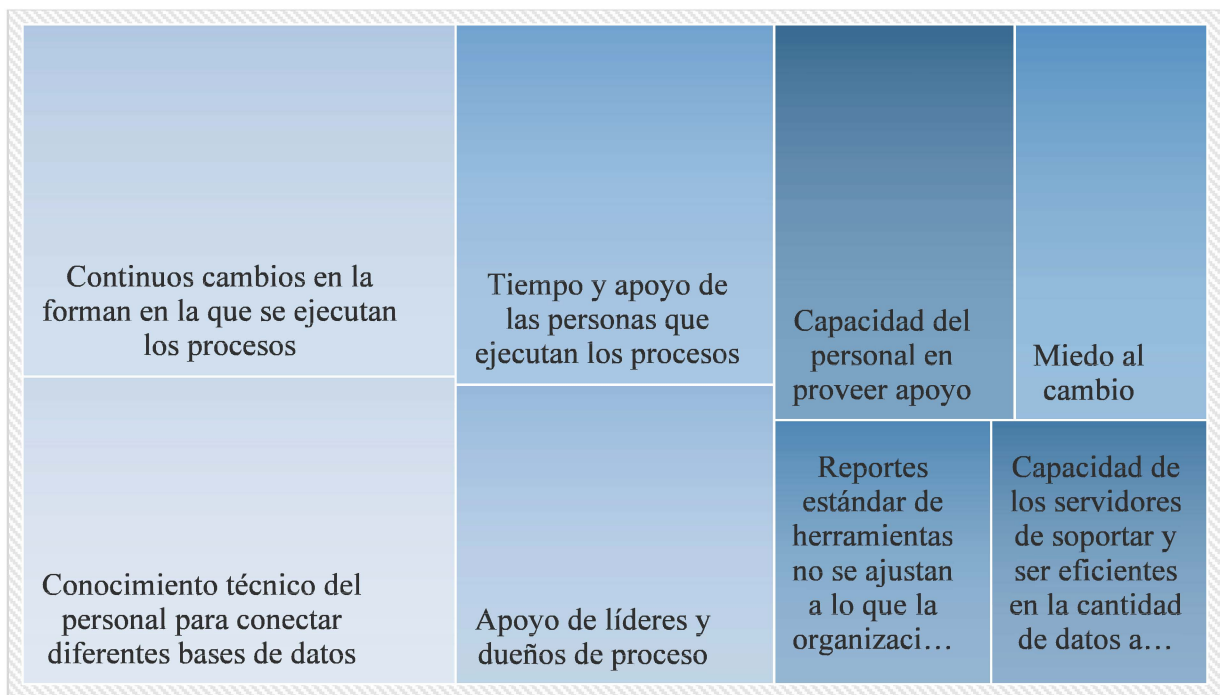 Continuos cambios en la
forman en la que se ejecutan
los procesos
Conocimiento técnico del
personal para conectar
diferentes bases de datos
Tiempo y apoyo de
las personas que
ejecutan los procesos
Apoyo de líderes y
dueños de proceso
Capacidad del
personal en
proveer apoyo
Miedo al
cambio
Reportes
estándar de
herramientas
no se ajustan
a lo que la
organizaci…
Capacidad de
los servidores
de soportar y
ser eficientes
en la cantidad
de datos a…